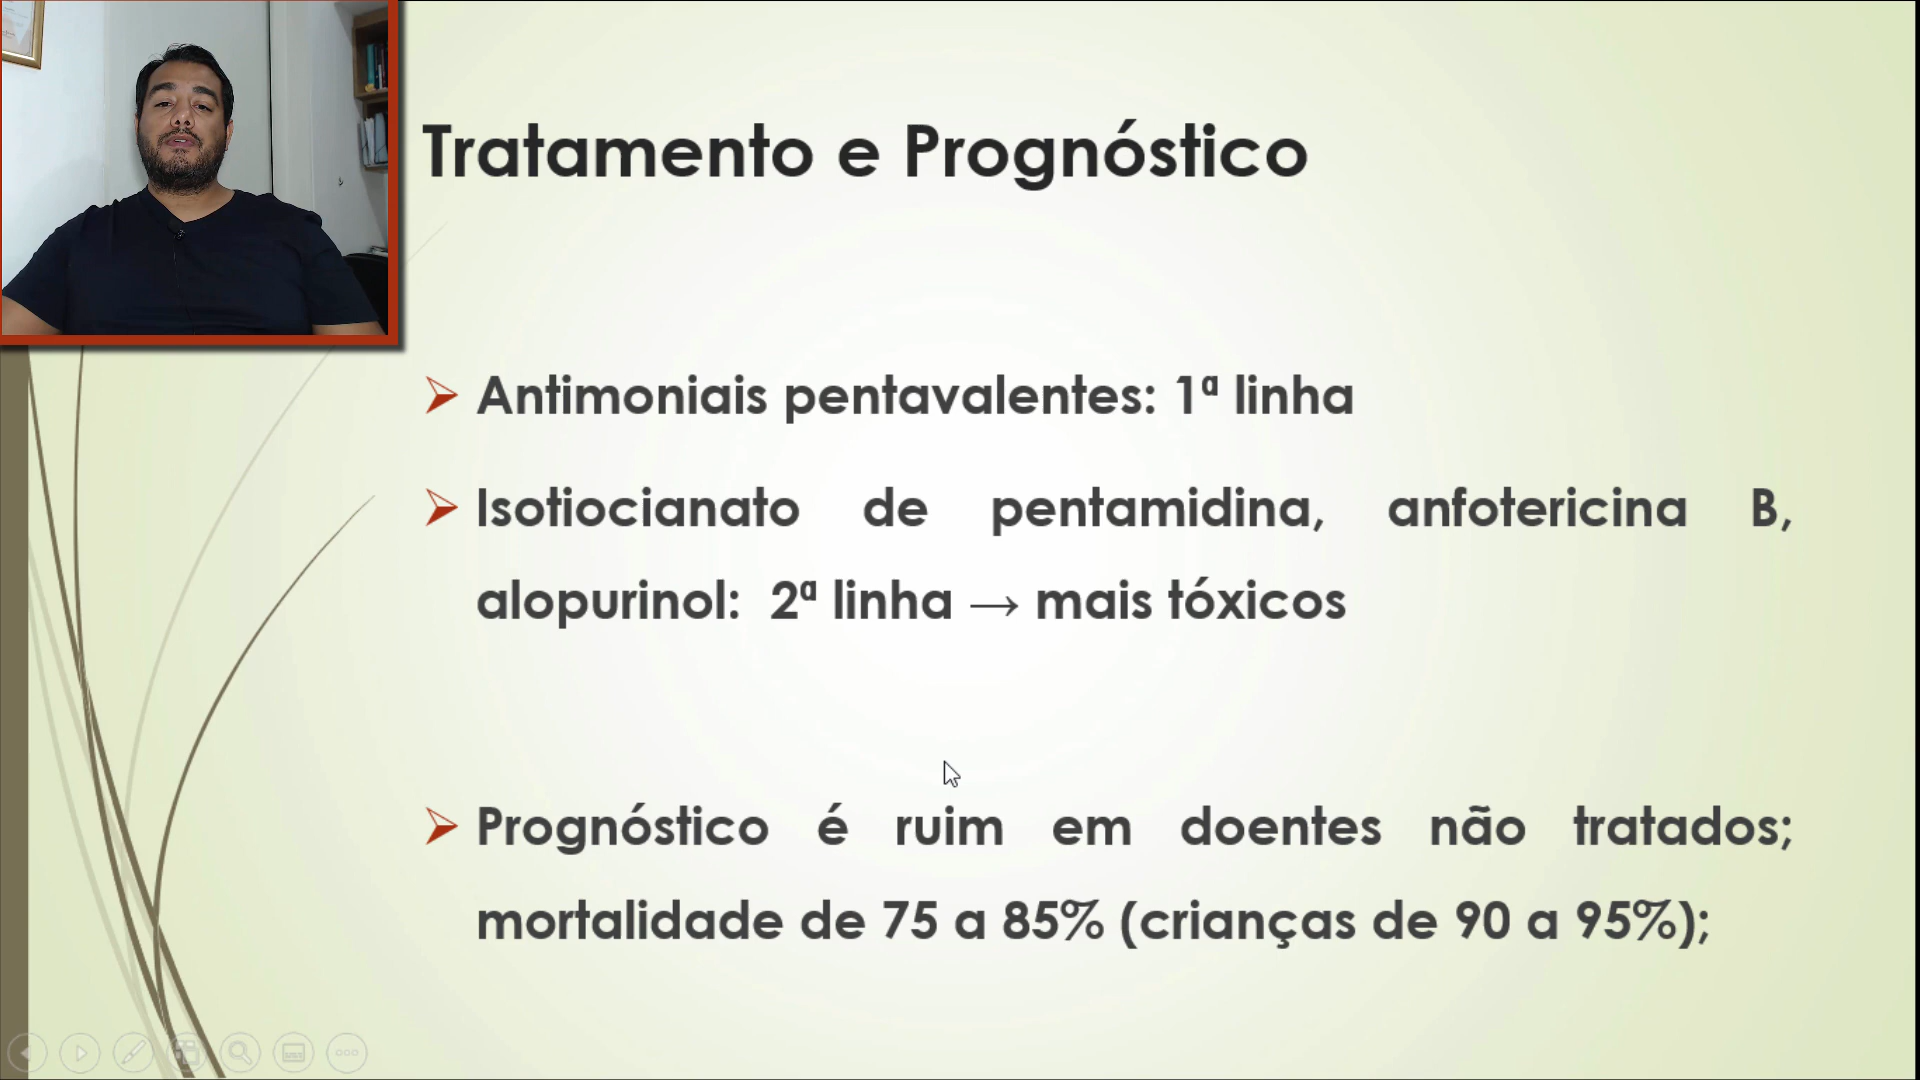 Tratamento e Prognóstico
Antimoniais pentavalentes: 1ª linha
Isotiocianato de pentamidina, anfotericina B,
alopurinol: 2ª linha → mais tóxicos
Prognóstico é ruim em doentes não tratados;
mortalidade de 75 a 85% (crianças de 90 a 95%);